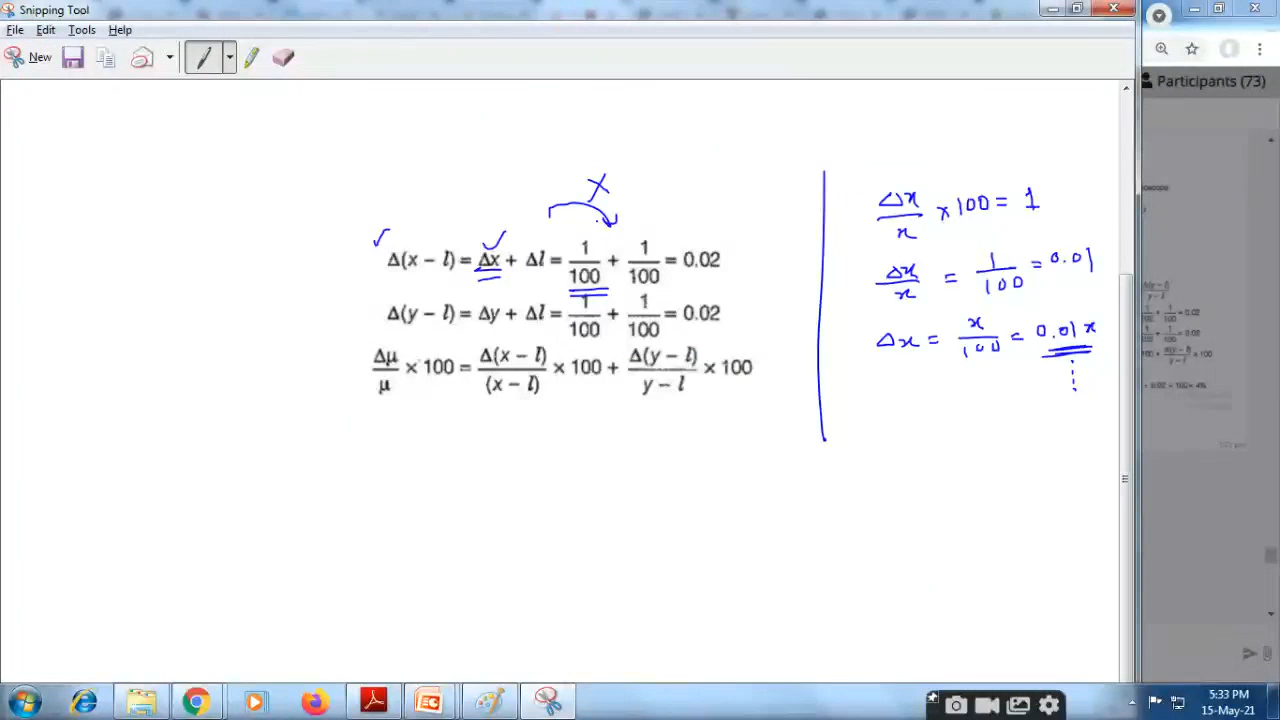 Snipping Tool
File Edit Tools Help
New
Participants (73)
X
✓ ✓
Δ(x − l) = Δx + Δl = 1/100 + 1/100 = 0.02
Δ(y − l) = Δy + Δl = 1/100 + 1/100 = 0.02
Δμ/μ × 100 = Δ(x − l)/(x − l) × 100 + Δ(y − l)/y − l × 100
Δx/x × 100 = 1
Δx/x = 1/100 = 0.01
Δx = x/100 = 0.01x
5:33 PM
15-May-21